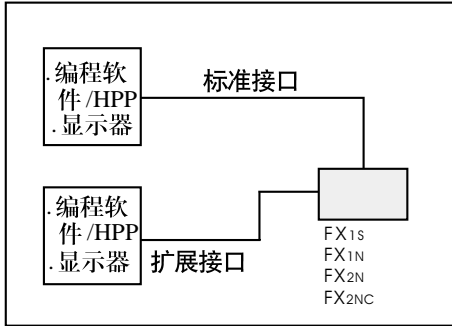 .编程软
件/HPP
.显示器
标准接口
.编程软
件/HPP
.显示器
扩展接口
FX1S
FX1N
FX2N
FX2NC